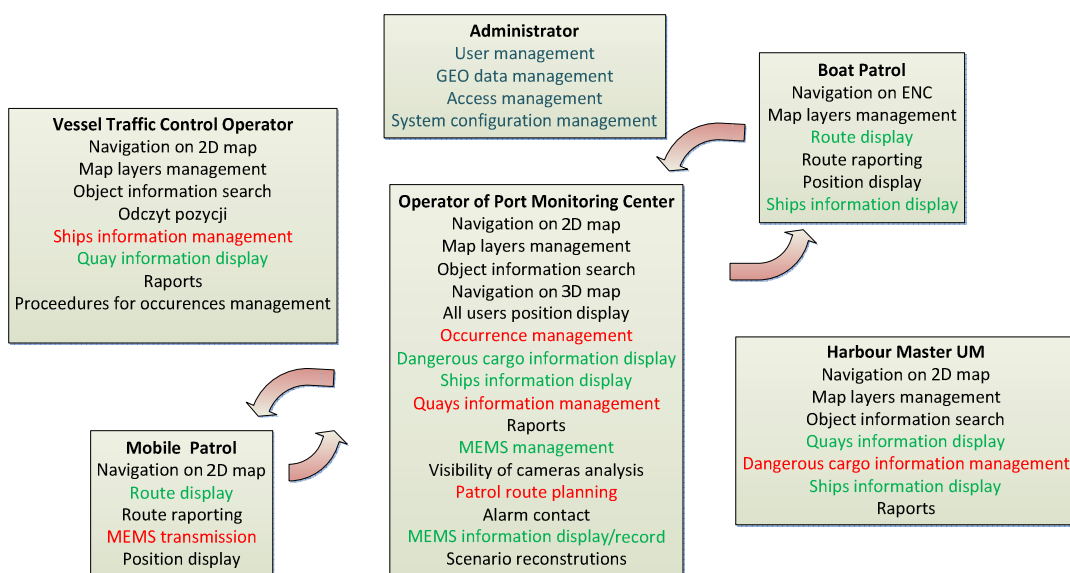 Administrator
User management
GEO data management
Access management
System configuration management
Boat Patrol
Navigation on ENC
Map layers management
Route display
Route raporting
Position display
Ships information display
Vessel Traffic Control Operator
Navigation on 2D map
Map layers management
Object information search
Odczyt pozycji
Ships information management
Quay information display
Raports
Proceedures for occurences management
Operator of Port Monitoring Center
Navigation on 2D map
Map layers management
Object information search
Navigation on 3D map
All users position display
Occurrence management
Dangerous cargo information display
Ships information display
Quays information management
Raports
MEMS management
Visibility of cameras analysis
Patrol route planning
Alarm contact
MEMS information display/record
Scenario reconstrutions
Harbour Master UM
Navigation on 2D map
Map layers management
Object information search
Quays information display
Dangerous cargo information management
Ships information display
Raports
Mobile Patrol
Navigation on 2D map
Route display
Route raporting
MEMS transmission
Position display